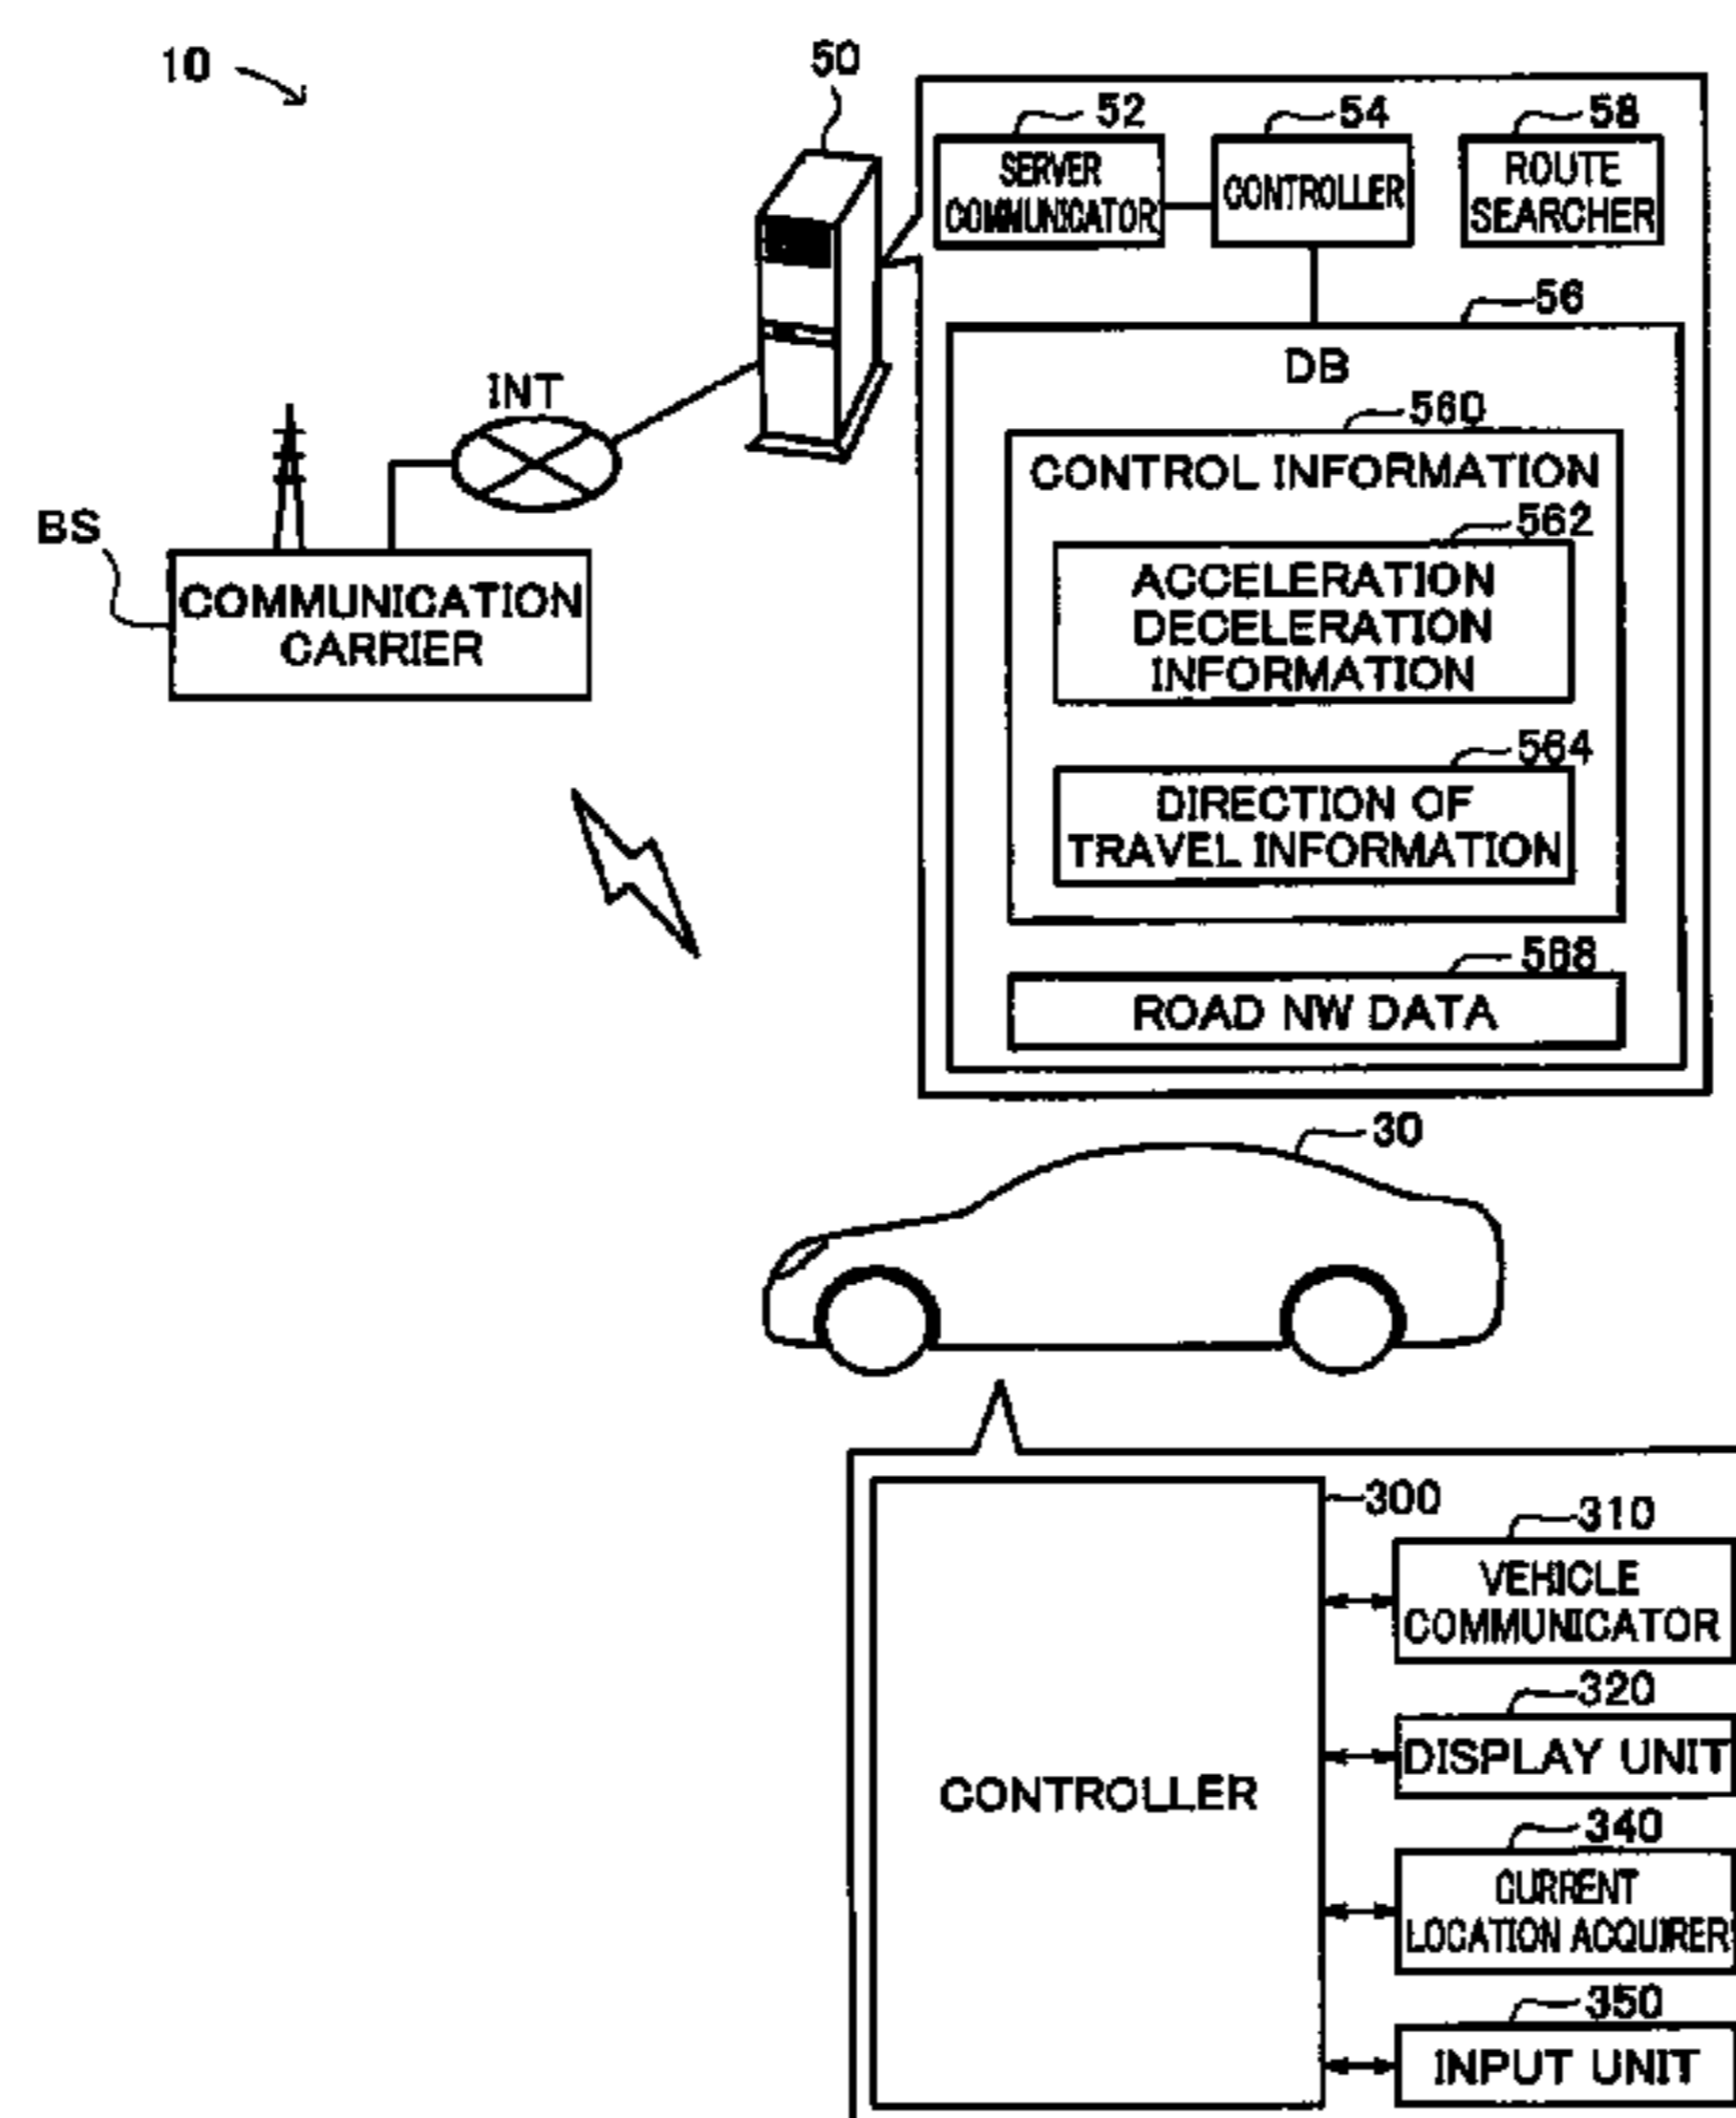 10
50
52
54
58
SERVER
COMMUNICATOR
CONTROLLER
ROUTE
SEARCHER
56
DB
INT
560
CONTROL INFORMATION
562
ACCELERATION
DECELERATION
INFORMATION
BS
COMMUNICATION
CARRIER
564
DIRECTION OF
TRAVEL INFORMATION
568
ROAD NW DATA
30
300
CONTROLLER
310
VEHICLE
COMMUNICATOR
320
DISPLAY UNIT
340
CURRENT
LOCATION ACQUIRER
350
INPUT UNIT